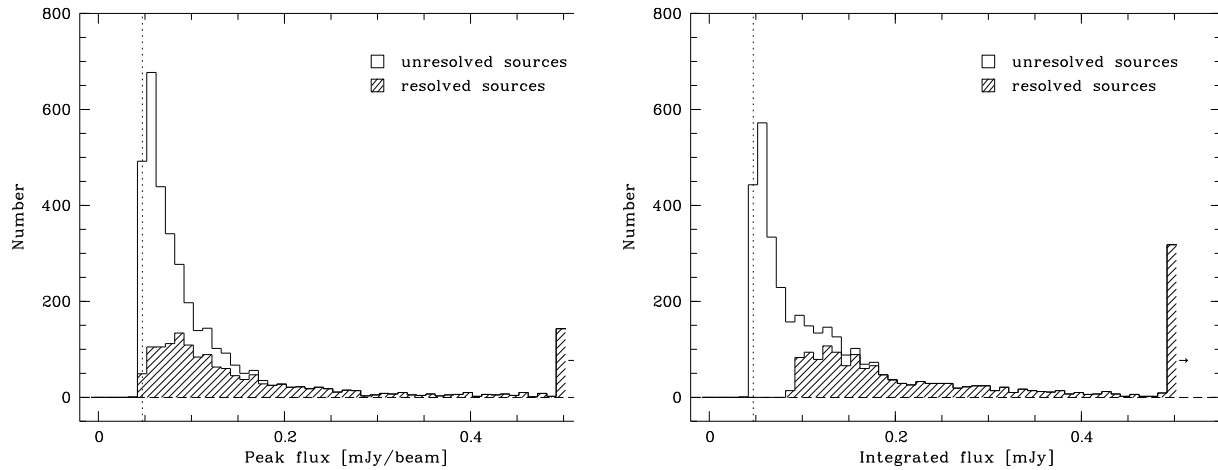 800
600
400
200
0
Number
unresolved sources
resolved sources
0
0.2
0.4
Peak flux [mJy/beam]
800
600
400
200
0
Number
unresolved sources
resolved sources
0
0.2
0.4
Integrated flux [mJy]